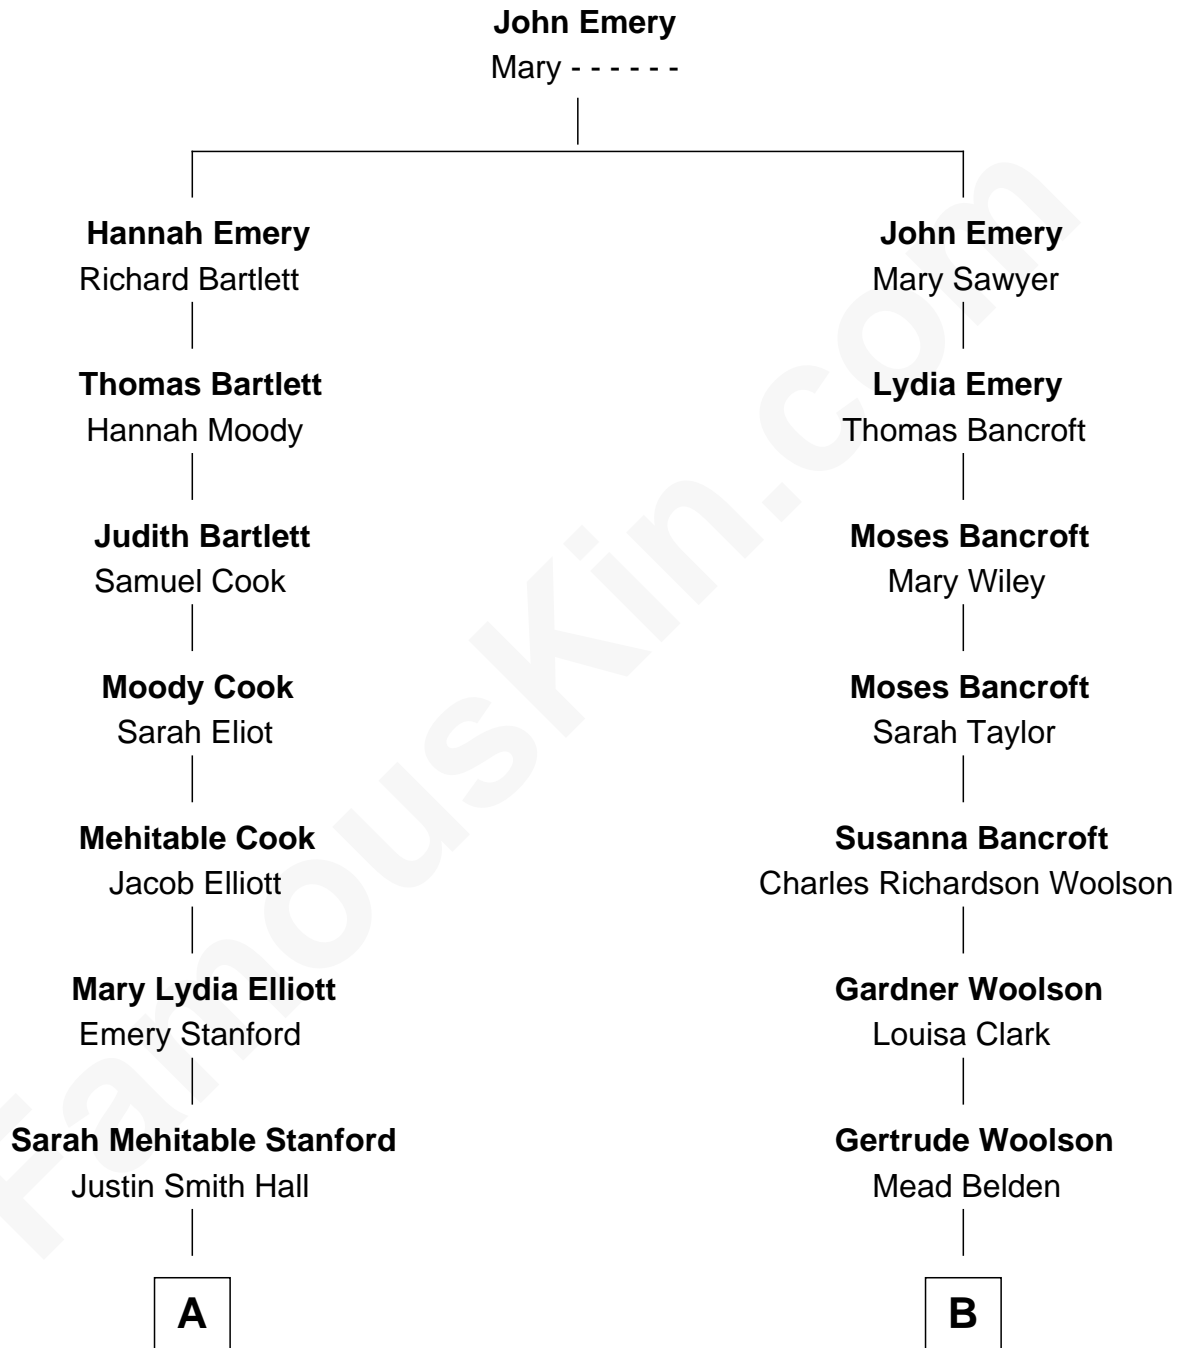 John Emery
Mary - - - - - -
Hannah Emery
Richard Bartlett
John Emery
Mary Sawyer
Thomas Bartlett
Hannah Moody
Lydia Emery
Thomas Bancroft
Judith Bartlett
Samuel Cook
Moses Bancroft
Mary Wiley
Moody Cook
Sarah Eliot
Moses Bancroft
Sarah Taylor
Mehitable Cook
Jacob Elliott
Susanna Bancroft
Charles Richardson Woolson
Mary Lydia Elliott
Emery Stanford
Gardner Woolson
Louisa Clark
Sarah Mehitable Stanford
Justin Smith Hall
Gertrude Woolson
Mead Belden
A
B
FamousKin.com